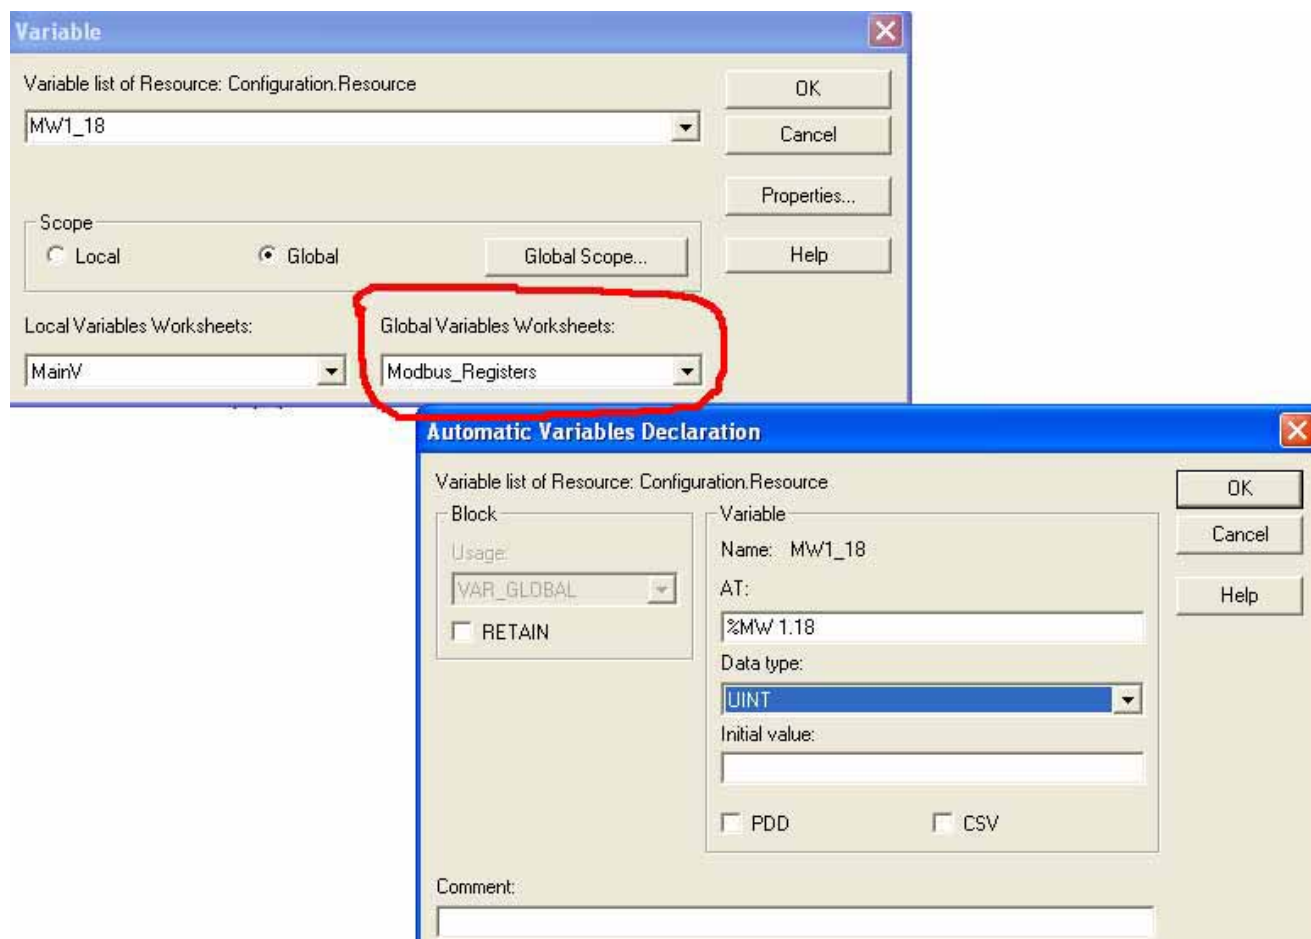 Variable
Variable list of Resource: Configuration.Resource
OK
MW1_18
Cancel
Properties...
Scope
Local
Global
Global Scope...
Help
Local Variables Worksheets:
Global Variables Worksheets:
MainV
Modbus_Registers
Automatic Variables Declaration
Variable list of Resource: Configuration.Resource
OK
Block
Variable
Usage:
Name: MW1_18
Cancel
VAR_GLOBAL
AT:
Help
RETAIN
%MW 1.18
Data type:
UINT
Initial value:
PDD
CSV
Comment: